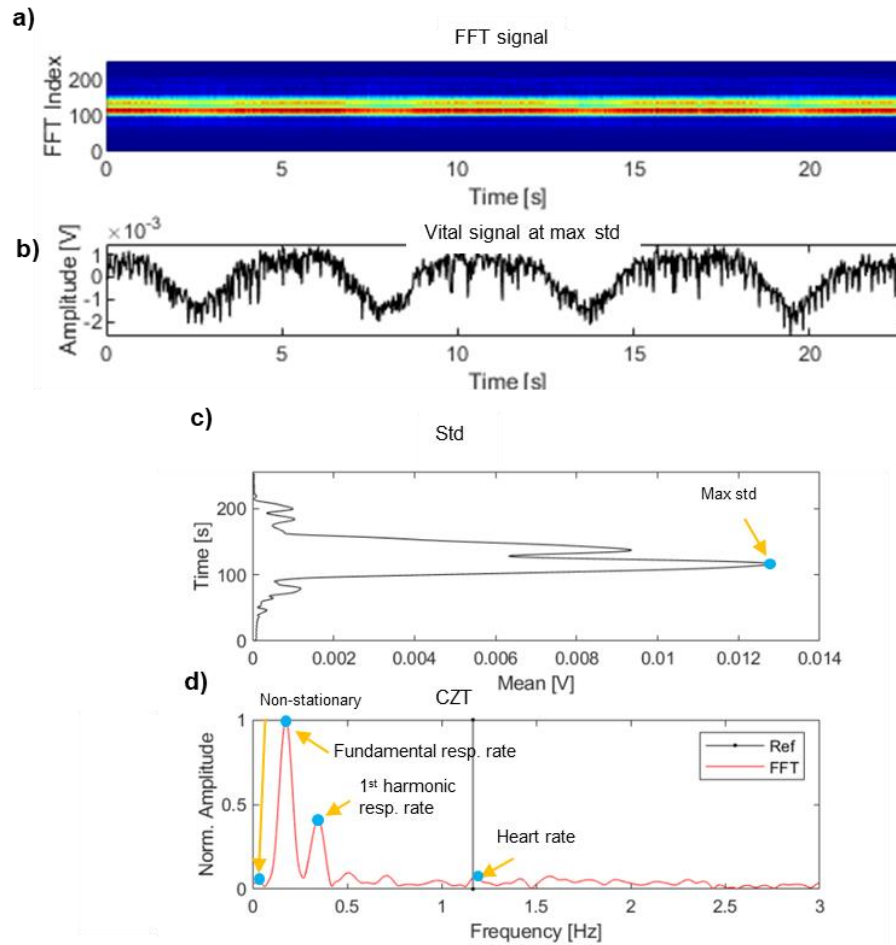 a)
FFT signal
FFT Index
200
100
0
0 5 10 15 20
Time [s]
b)
×10⁻³
Vital signal at max std
Amplitude [V]
1
0
-1
-2
0 5 10 15 20
Time [s]
c)
Std
Time [s]
200
100
0
Max std
0 0.002 0.004 0.006 0.008 0.01 0.012 0.014
Mean [V]
d)
Non-stationary
CZT
Norm. Amplitude
1
0.5
0
Fundamental resp. rate
1st harmonic
resp. rate
Heart rate
Ref
FFT
0 0.5 1 1.5 2 2.5 3
Frequency [Hz]